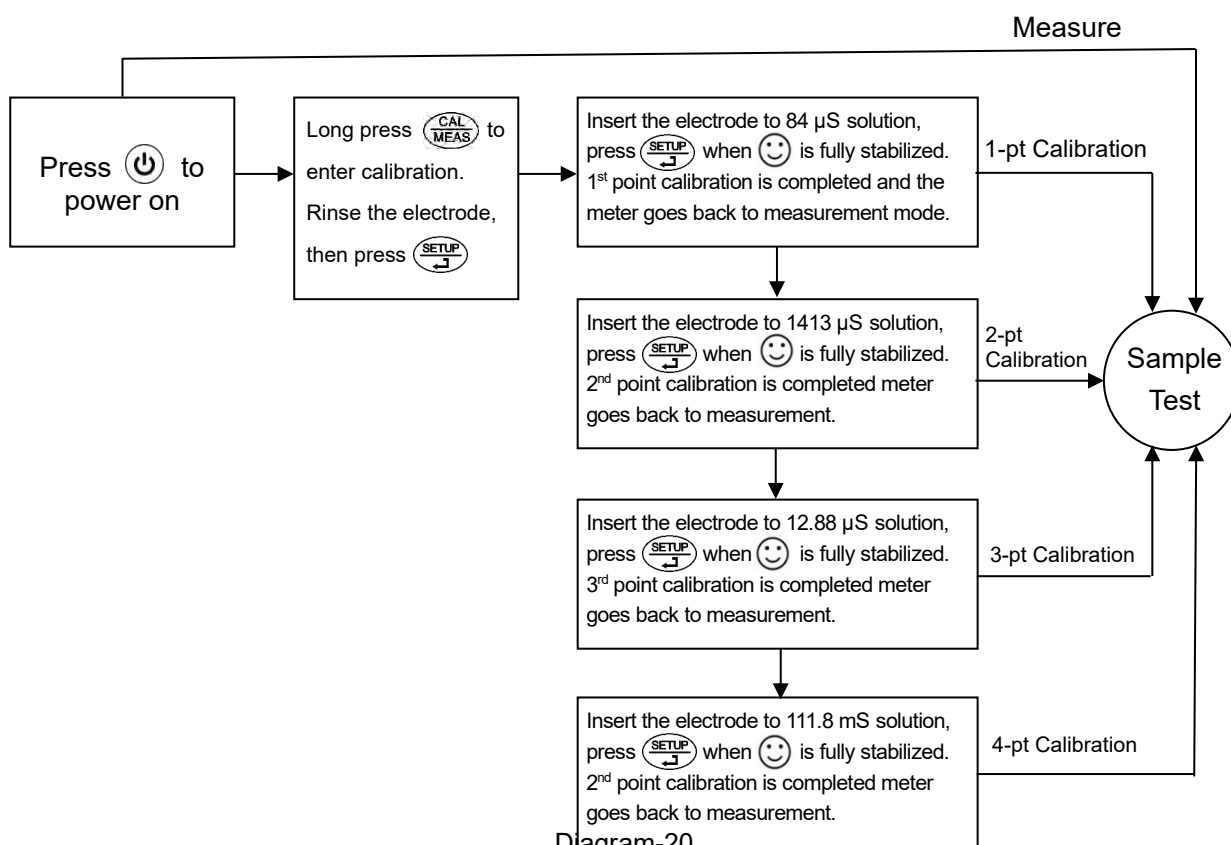 Measure
Press to
power on
Long press CAL MEAS to
enter calibration.
Rinse the electrode,
then press SETUP
Insert the electrode to 84 µS solution,
press SETUP when is fully stabilized.
1st point calibration is completed and the
meter goes back to measurement mode.
1-pt Calibration
Insert the electrode to 1413 µS solution,
press SETUP when is fully stabilized.
2nd point calibration is completed meter
goes back to measurement.
2-pt
Calibration
Sample
Test
Insert the electrode to 12.88 µS solution,
press SETUP when is fully stabilized.
3rd point calibration is completed meter
goes back to measurement.
3-pt Calibration
Insert the electrode to 111.8 mS solution,
press SETUP when is fully stabilized.
2nd point calibration is completed meter
goes back to measurement.
4-pt Calibration
Diagram-20